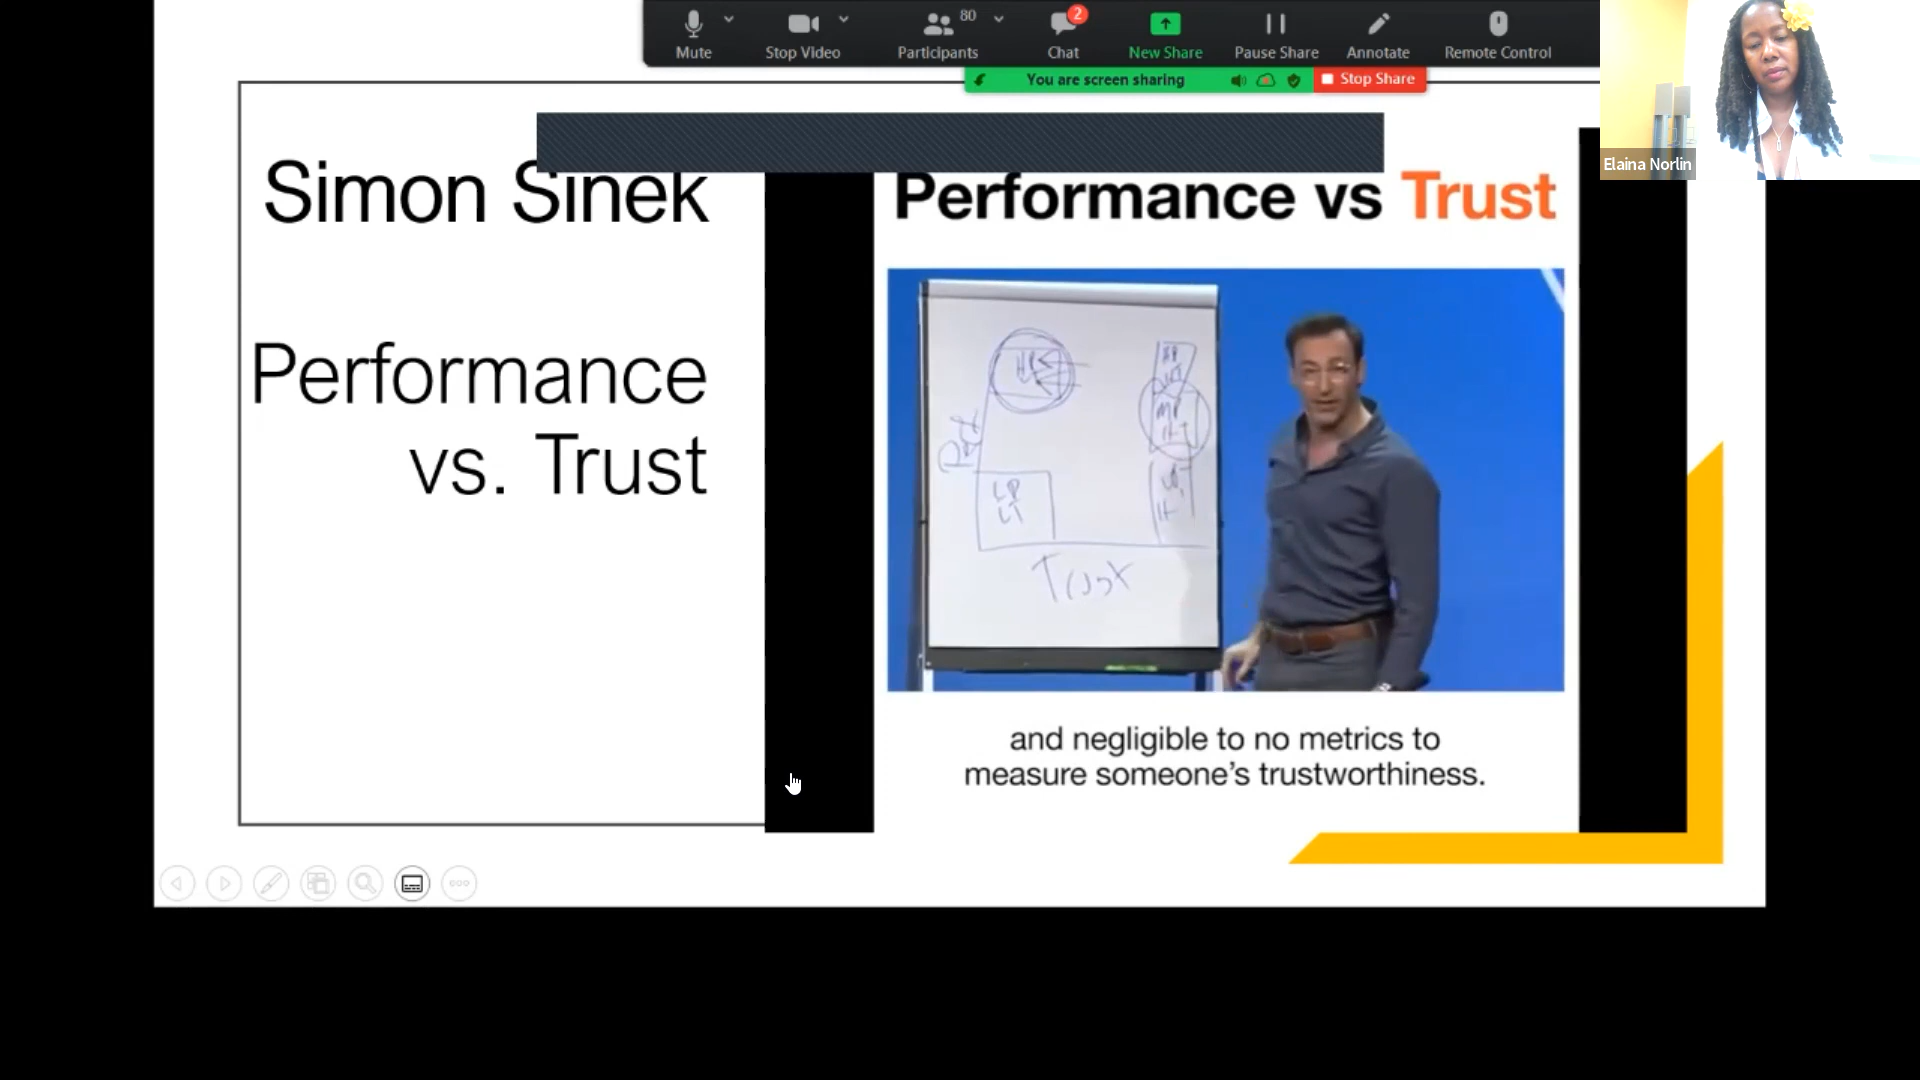 80
2
Mute
Stop Video
Participants
Chat
New Share
Pause Share
Annotate
Remote Control
You are screen sharing
Stop Share
Elaina Norlin
Simon Sinek
Performance
vs. Trust
Performance vs Trust
LP
LT
Trust
and negligible to no metrics to
measure someone's trustworthiness.